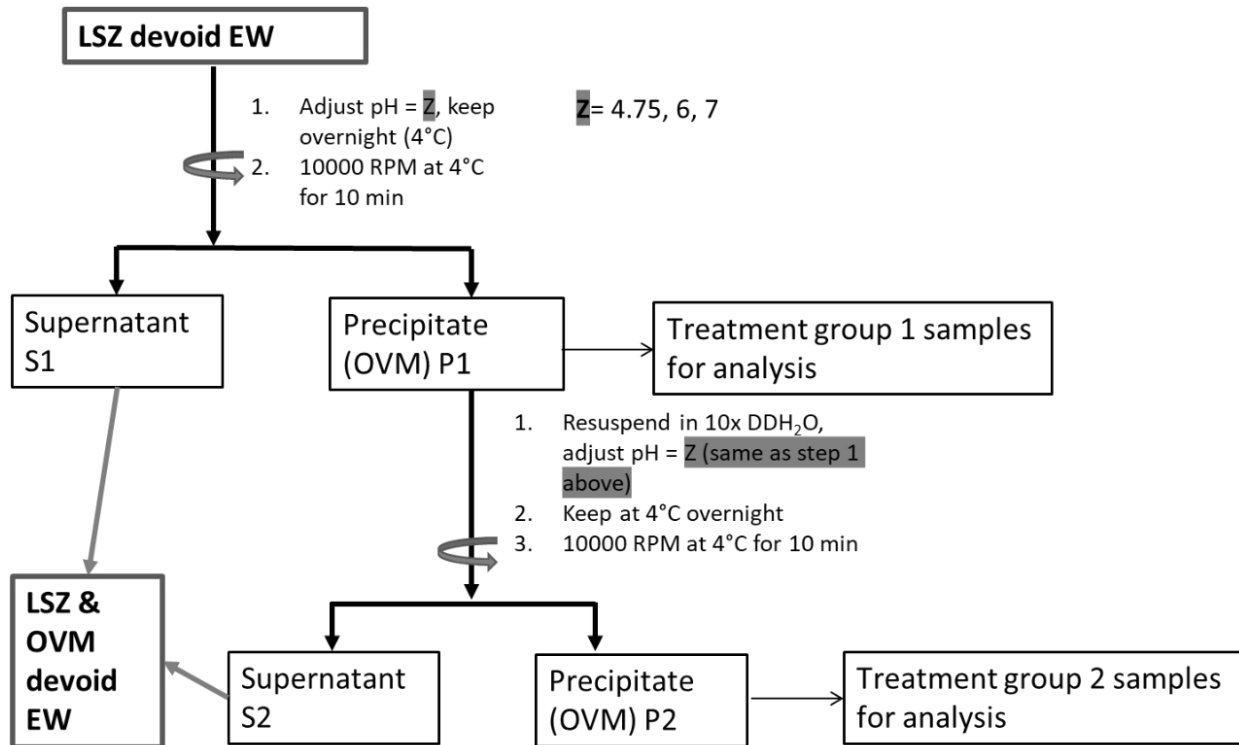 LSZ devoid EW
1. Adjust pH = Z, keep
overnight (4°C)
2. 10000 RPM at 4°C
for 10 min
Z= 4.75, 6, 7
Supernatant
S1
Precipitate
(OVM) P1
Treatment group 1 samples
for analysis
1. Resuspend in 10x DDH₂O,
adjust pH = Z (same as step 1
above)
2. Keep at 4°C overnight
3. 10000 RPM at 4°C for 10 min
LSZ &
OVM
devoid
EW
Supernatant
S2
Precipitate
(OVM) P2
Treatment group 2 samples
for analysis